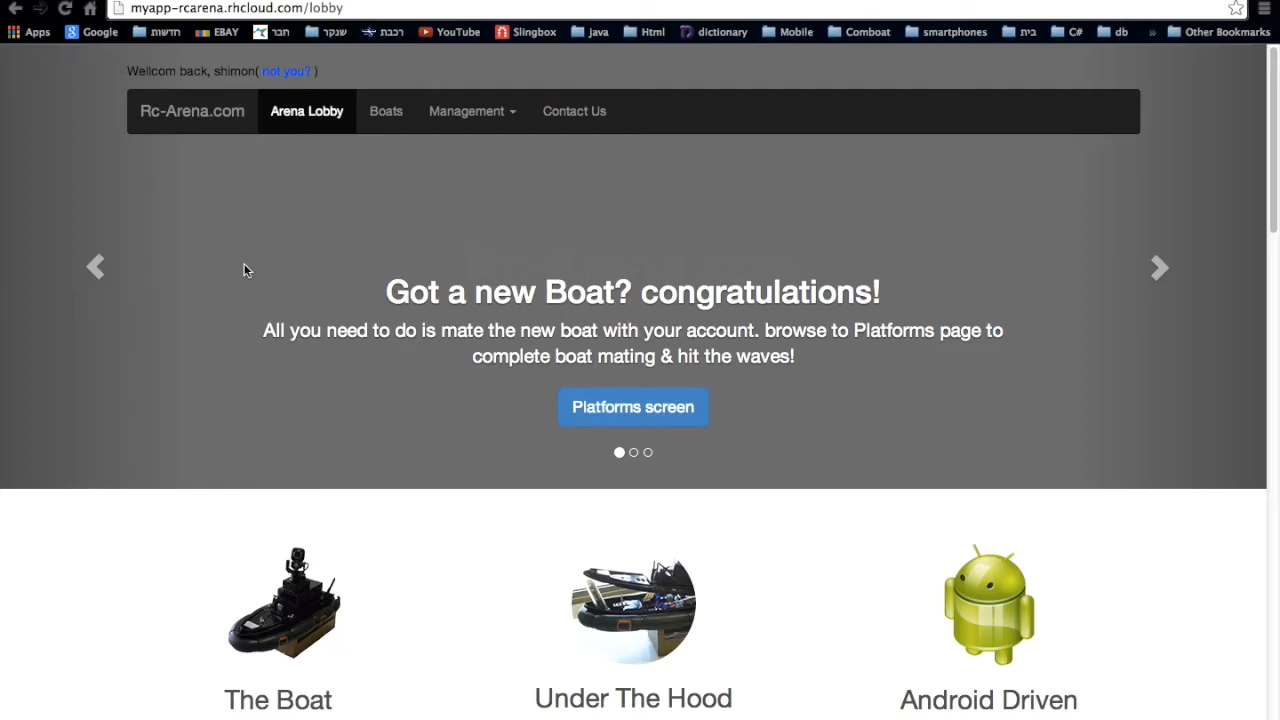 myapp-rcarena.rhcloud.com/lobby
Apps Google חדשות EBAY חבר שנקר רכבת YouTube Slingbox java Html dictionary Mobile Comboat smartphones בית C# db » Other Bookmarks
Wellcom back, shimon( not you? )
Rc-Arena.com Arena Lobby Boats Management Contact Us
Got a new Boat? congratulations!
All you need to do is mate the new boat with your account. browse to Platforms page to
complete boat mating & hit the waves!
Platforms screen
The Boat Under The Hood Android Driven